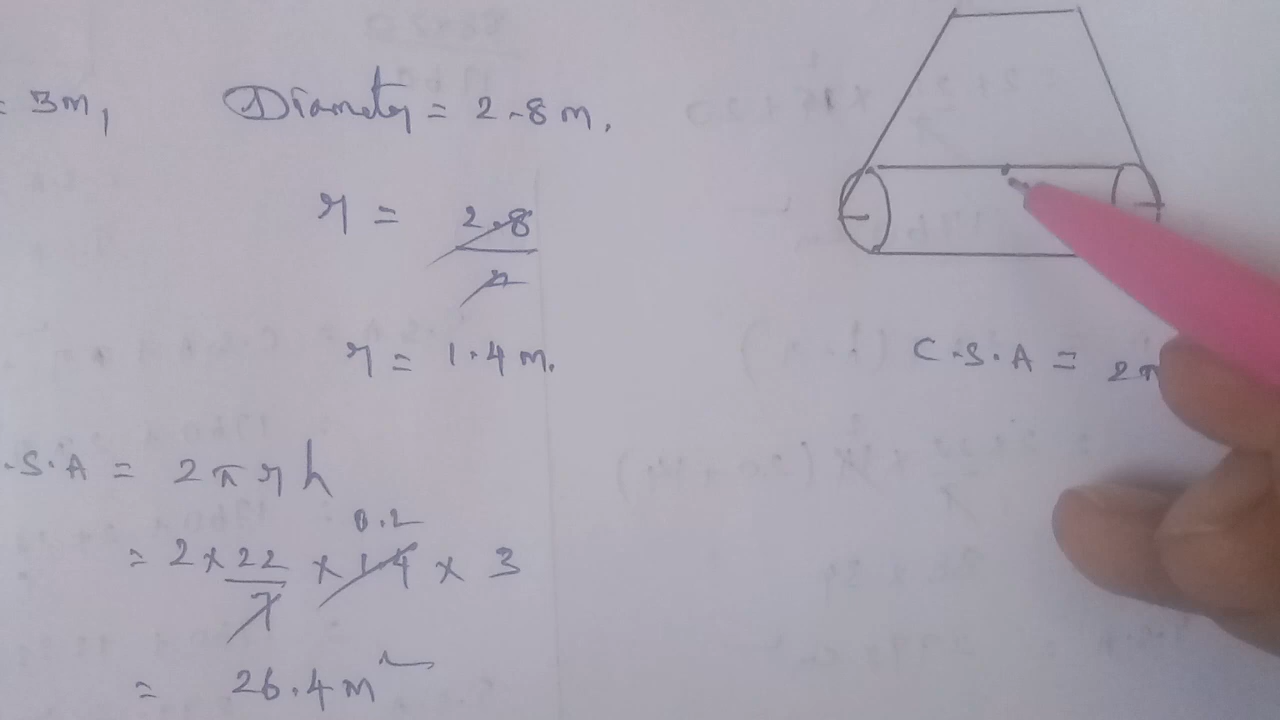 = 3m, Diameter = 2.8 m.
r = 2.8/2
r = 1.4 m.
C.S.A = 2π
.S.A = 2πrh
0.2
= 2 × 22/7 × 1.4 × 3
= 26.4 m²